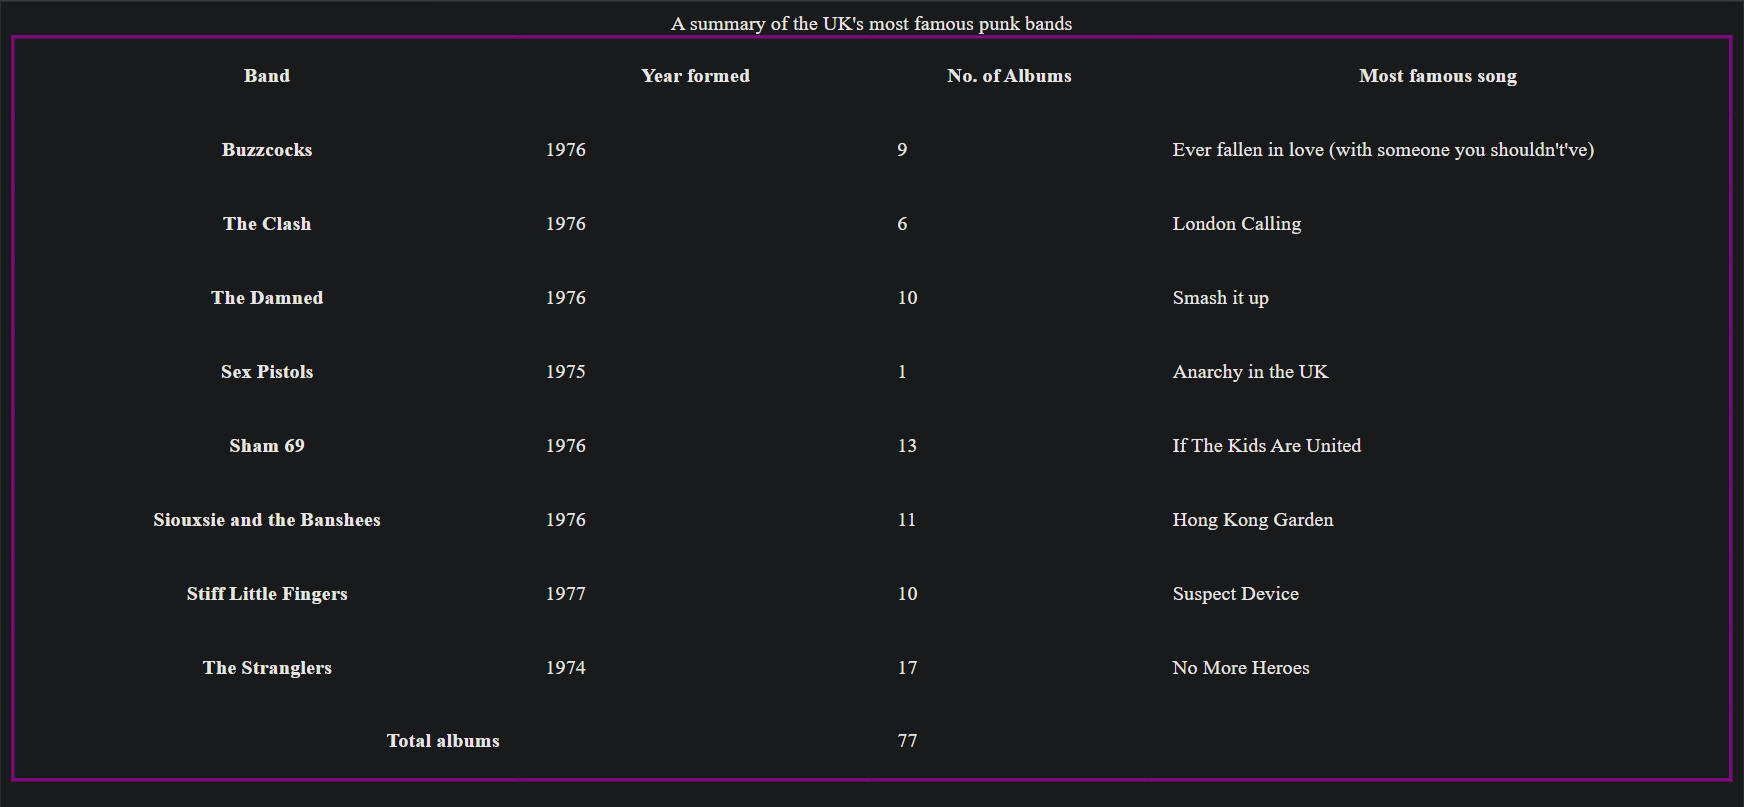 A summary of the UK's most famous punk bands
Band Year formed No. of Albums Most famous song
Buzzcocks 1976 9 Ever fallen in love (with someone you shouldn't've)
The Clash 1976 6 London Calling
The Damned 1976 10 Smash it up
Sex Pistols 1975 1 Anarchy in the UK
Sham 69 1976 13 If The Kids Are United
Siouxsie and the Banshees 1976 11 Hong Kong Garden
Stiff Little Fingers 1977 10 Suspect Device
The Stranglers 1974 17 No More Heroes
Total albums 77